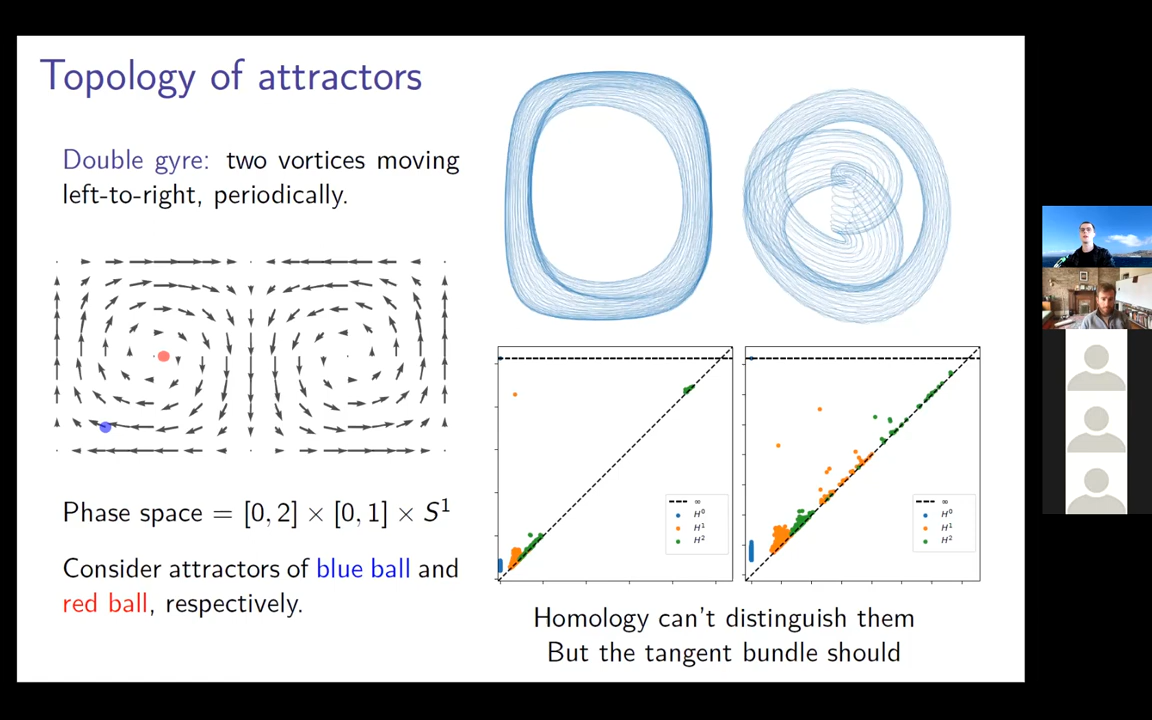 Topology of attractors
Double gyre: two vortices moving
left-to-right, periodically.
Phase space = [0, 2] × [0, 1] × S¹
Consider attractors of blue ball and
red ball, respectively.
∞
H⁰
H¹
H²
∞
H⁰
H¹
H²
Homology can't distinguish them
But the tangent bundle should